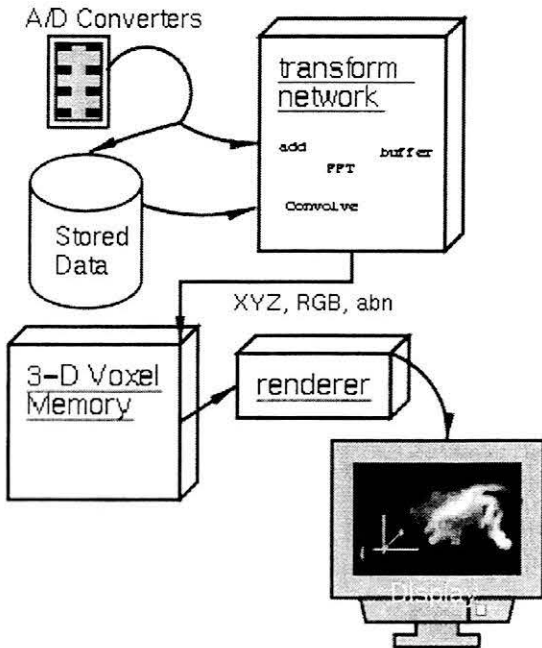 A/D Converters
transform
network
add
buffer
FFT
Convolve
Stored
Data
XYZ, RGB, abn
3-D Voxel
Memory
renderer
Display